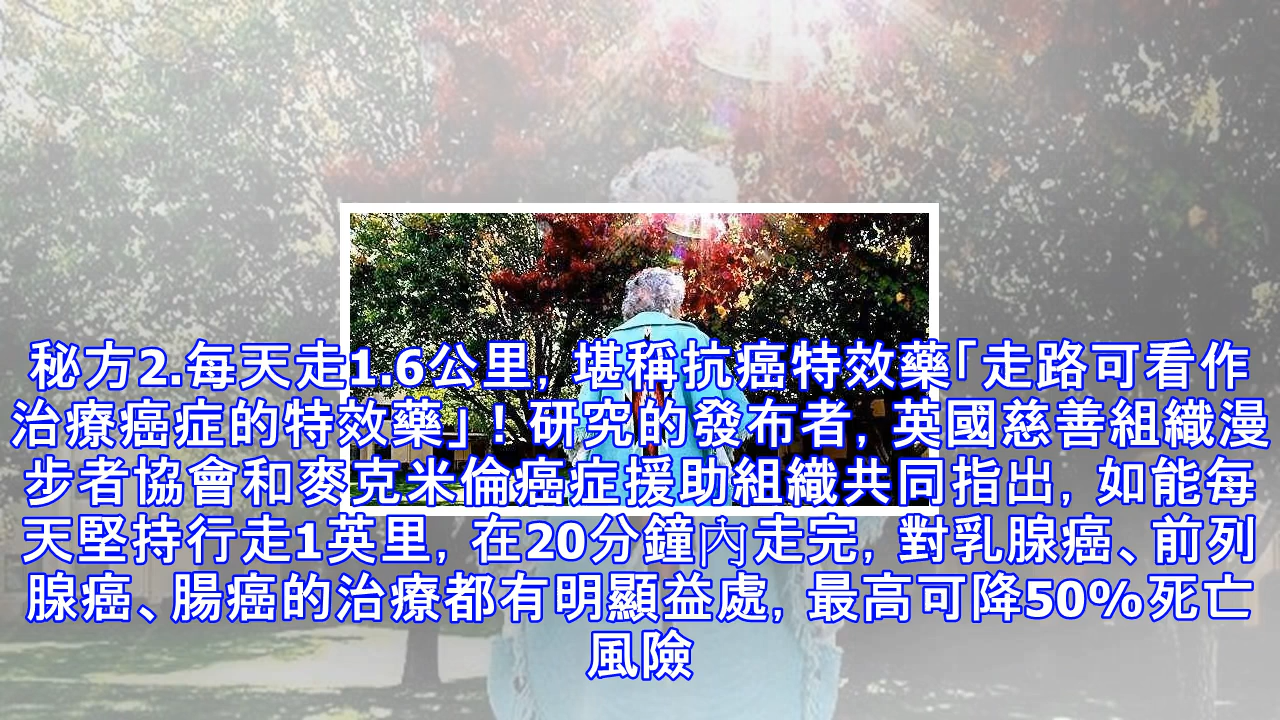 秘方2.每天走1.6公里, 堪稱抗癌特效藥「走路可看作
治療癌症的特效藥」! 研究的發布者, 英國慈善組織漫
步者協會和麥克米倫癌症援助組織共同指出, 如能每
天堅持行走1英里, 在20分鐘內走完, 對乳腺癌、前列
腺癌、腸癌的治療都有明顯益處, 最高可降50%死亡
風險